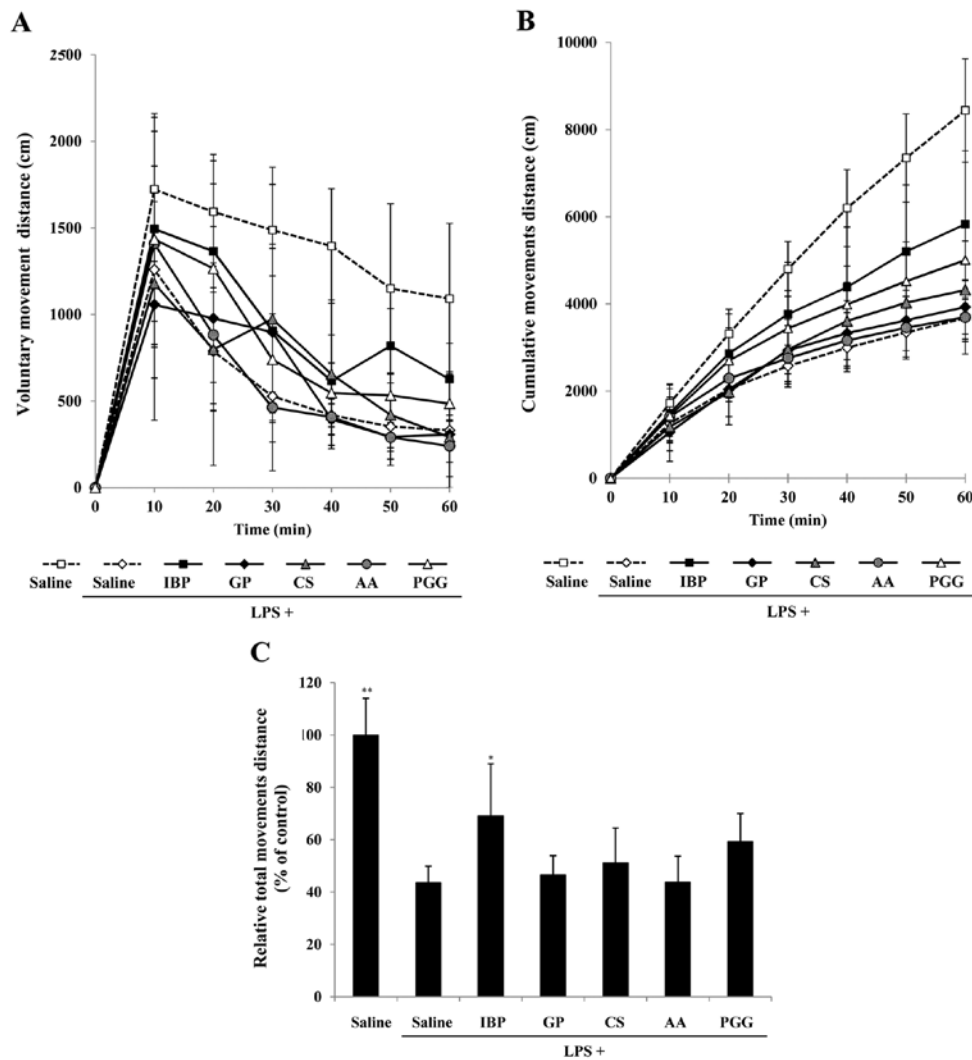 A
Voluntary movement distance (cm)
2500
2000
1500
1000
500
0
0 10 20 30 40 50 60
Time (min)
Saline Saline IBP GP CS AA PGG
LPS +
B
Cumulative movements distance (cm)
10000
8000
6000
4000
2000
0
0 10 20 30 40 50 60
Time (min)
Saline Saline IBP GP CS AA PGG
LPS +
C
Relative total movements distance
(% of control)
120
100
80
60
40
20
0
**
*
Saline Saline IBP GP CS AA PGG
LPS +